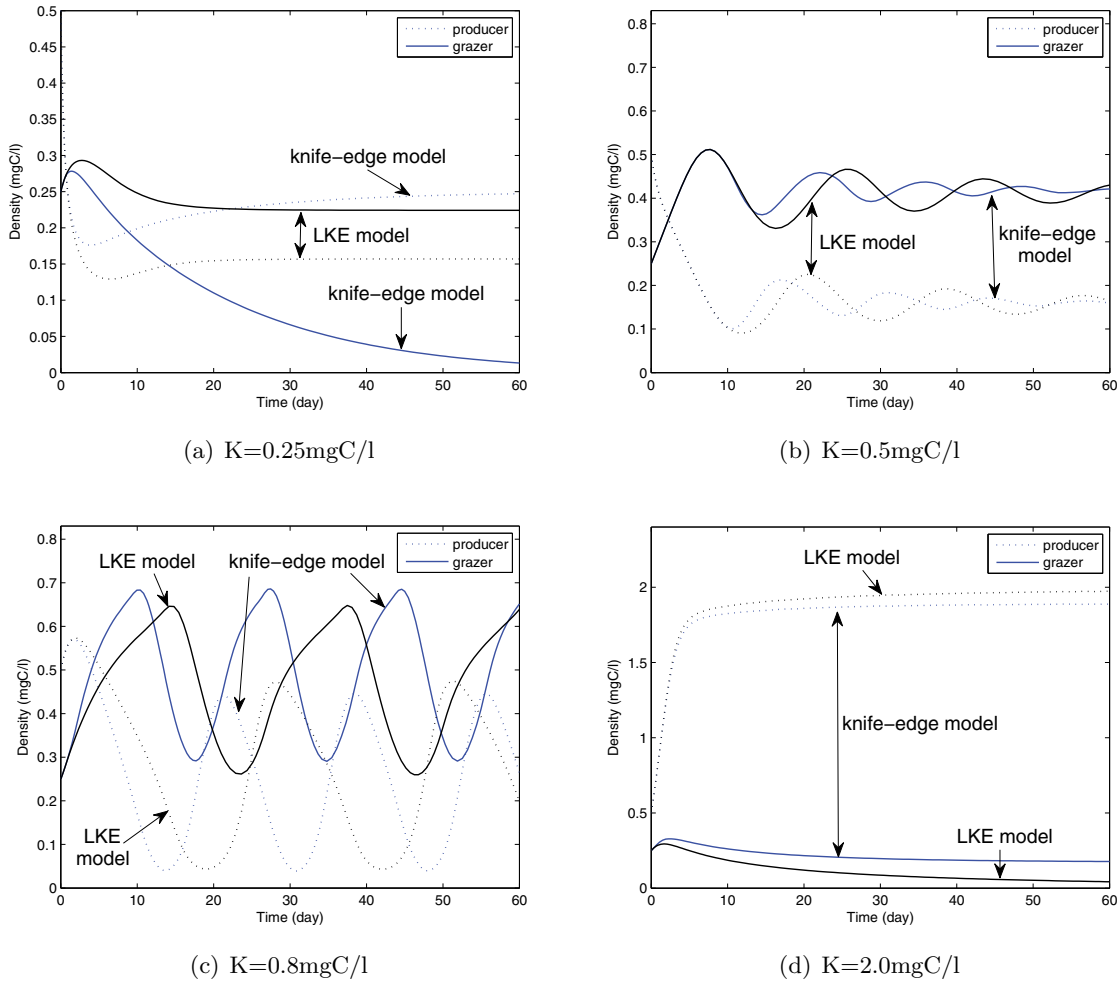 0.5
0.45
0.4
0.35
0.3
0.25
0.2
0.15
0.1
0.05
0
Density (mgC/l)
producer
grazer
knife−edge model
LKE model
knife−edge model
0 10 20 30 40 50 60
Time (day)
(a) K=0.25mgC/l
0.8
0.7
0.6
0.5
0.4
0.3
0.2
0.1
0
Density (mgC/l)
producer
grazer
LKE model
knife−edge
model
0 10 20 30 40 50 60
Time (day)
(b) K=0.5mgC/l
0.8
0.7
0.6
0.5
0.4
0.3
0.2
0.1
0
Density (mgC/l)
producer
grazer
LKE model
knife−edge model
LKE
model
0 10 20 30 40 50 60
Time (day)
(c) K=0.8mgC/l
2
1.5
1
0.5
0
Density (mgC/l)
producer
grazer
LKE model
knife−edge model
LKE model
0 10 20 30 40 50 60
Time (day)
(d) K=2.0mgC/l